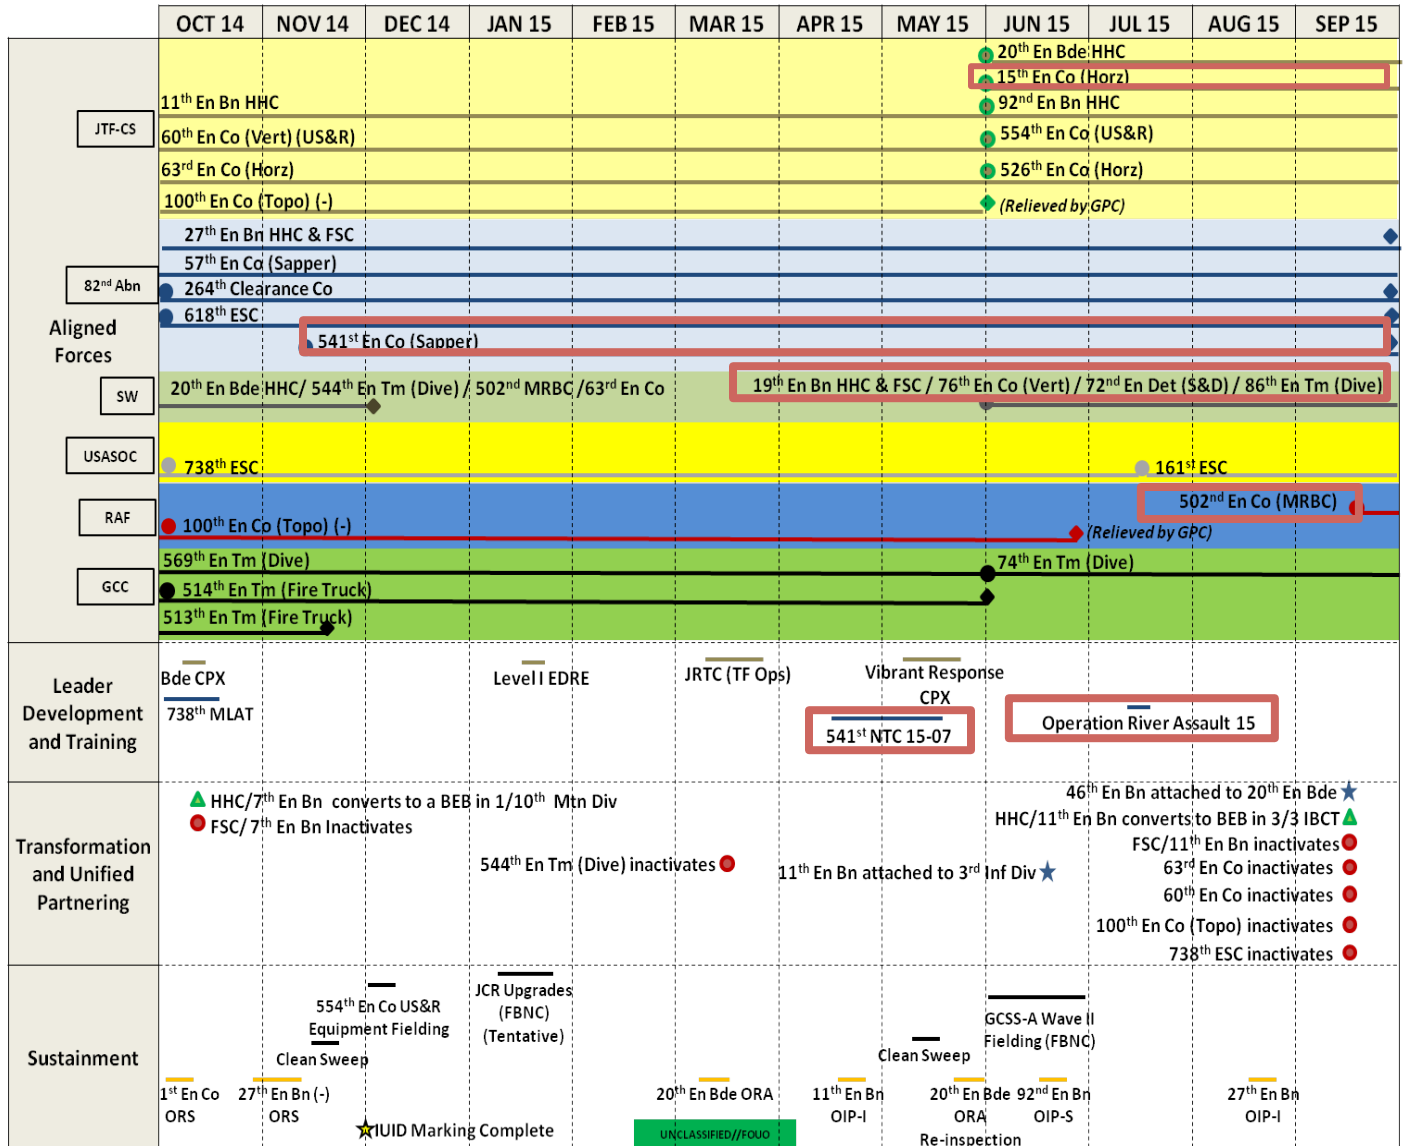 OCT 14 NOV 14 DEC 14 JAN 15 FEB 15 MAR 15 APR 15 MAY 15 JUN 15 JUL 15 AUG 15 SEP 15
Aligned
Forces
JTF-CS
20th En Bde HHC
15th En Co (Horz)
11th En Bn HHC
92nd En Bn HHC
60th En Co (Vert) (US&R)
554th En Co (US&R)
63rd En Co (Horz)
526th En Co (Horz)
100th En Co (Topo) (-)
(Relieved by GPC)
82nd Abn
27th En Bn HHC & FSC
57th En Co (Sapper)
264th Clearance Co
618th ESC
541st En Co (Sapper)
SW
20th En Bde HHC/ 544th En Tm (Dive) / 502nd MRBC /63rd En Co
19th En Bn HHC & FSC / 76th En Co (Vert) / 72nd En Det (S&D) / 86th En Tm (Dive)
USASOC
738th ESC
161st ESC
RAF
502nd En Co (MRBC)
100th En Co (Topo) (-)
(Relieved by GPC)
GCC
569th En Tm (Dive)
74th En Tm (Dive)
514th En Tm (Fire Truck)
513th En Tm (Fire Truck)
Leader
Development
and Training
Bde CPX
738th MLAT
Level I EDRE
JRTC (TF Ops)
Vibrant Response
CPX
541st NTC 15-07
Operation River Assault 15
Transformation
and Unified
Partnering
HHC/7th En Bn converts to a BEB in 1/10th Mtn Div
FSC/ 7th En Bn Inactivates
544th En Tm (Dive) inactivates
11th En Bn attached to 3rd Inf Div
46th En Bn attached to 20th En Bde
HHC/11th En Bn converts to BEB in 3/3 IBCT
FSC/11th En Bn inactivates
63rd En Co inactivates
60th En Co inactivates
100th En Co (Topo) inactivates
738th ESC inactivates
Sustainment
554th En Co US&R
Equipment Fielding
Clean Sweep
JCR Upgrades
(FBNC)
(Tentative)
Clean Sweep
GCSS-A Wave II
Fielding (FBNC)
1st En Co
ORS
27th En Bn (-)
ORS
20th En Bde ORA
11th En Bn
OIP-I
20th En Bde
ORA
Re-inspection
92nd En Bn
OIP-S
27th En Bn
OIP-I
IUID Marking Complete
UNCLASSIFIED//FOUO